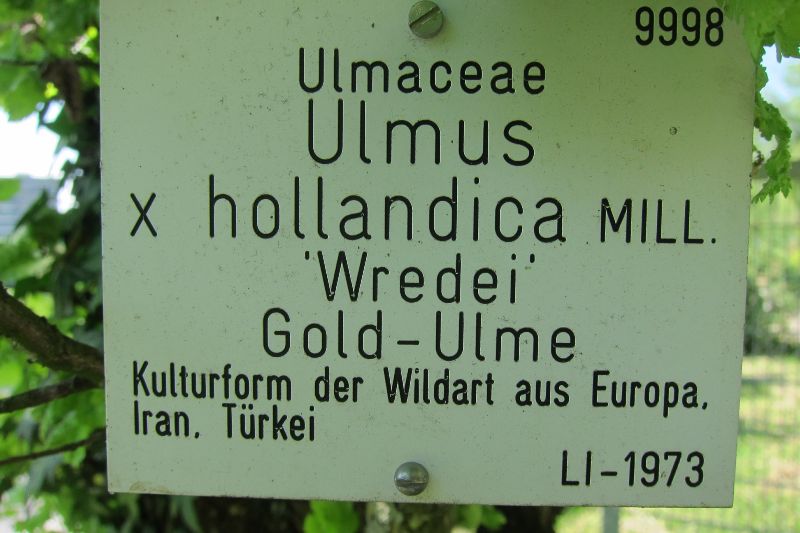 9998
Ulmaceae
Ulmus
x hollandica MILL.
'Wredei'
Gold-Ulme
Kulturform der Wildart aus Europa,
Iran, Türkei
LI-1973